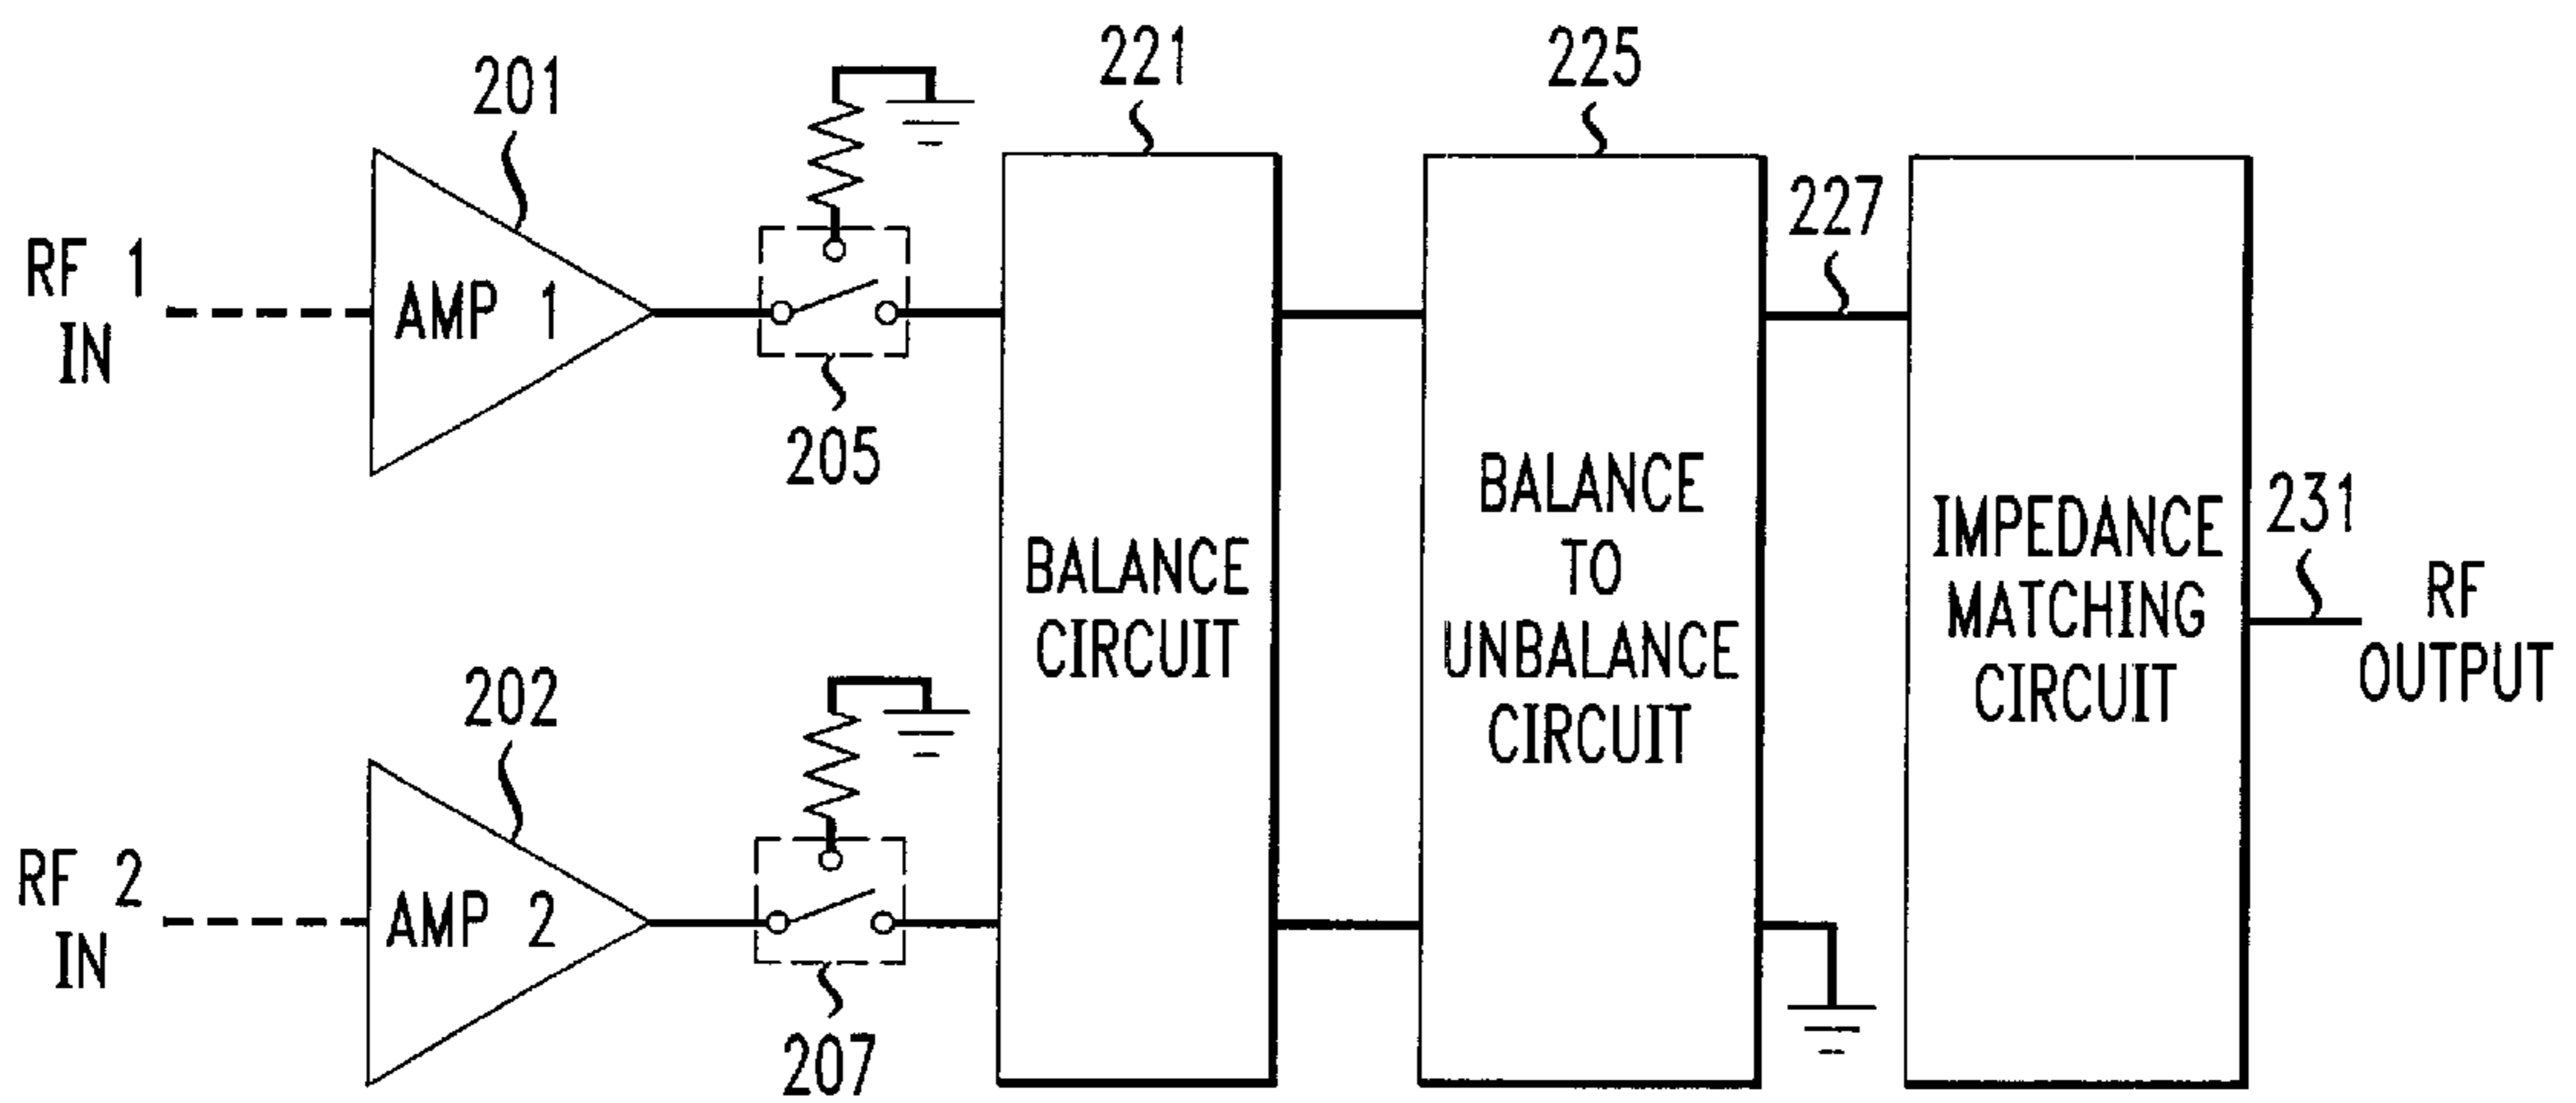 201
221
225
227
RF 1
IN
AMP 1
205
BALANCE
CIRCUIT
BALANCE
TO
UNBALANCE
CIRCUIT
IMPEDANCE
MATCHING
CIRCUIT
231
RF
OUTPUT
202
RF 2
IN
AMP 2
207